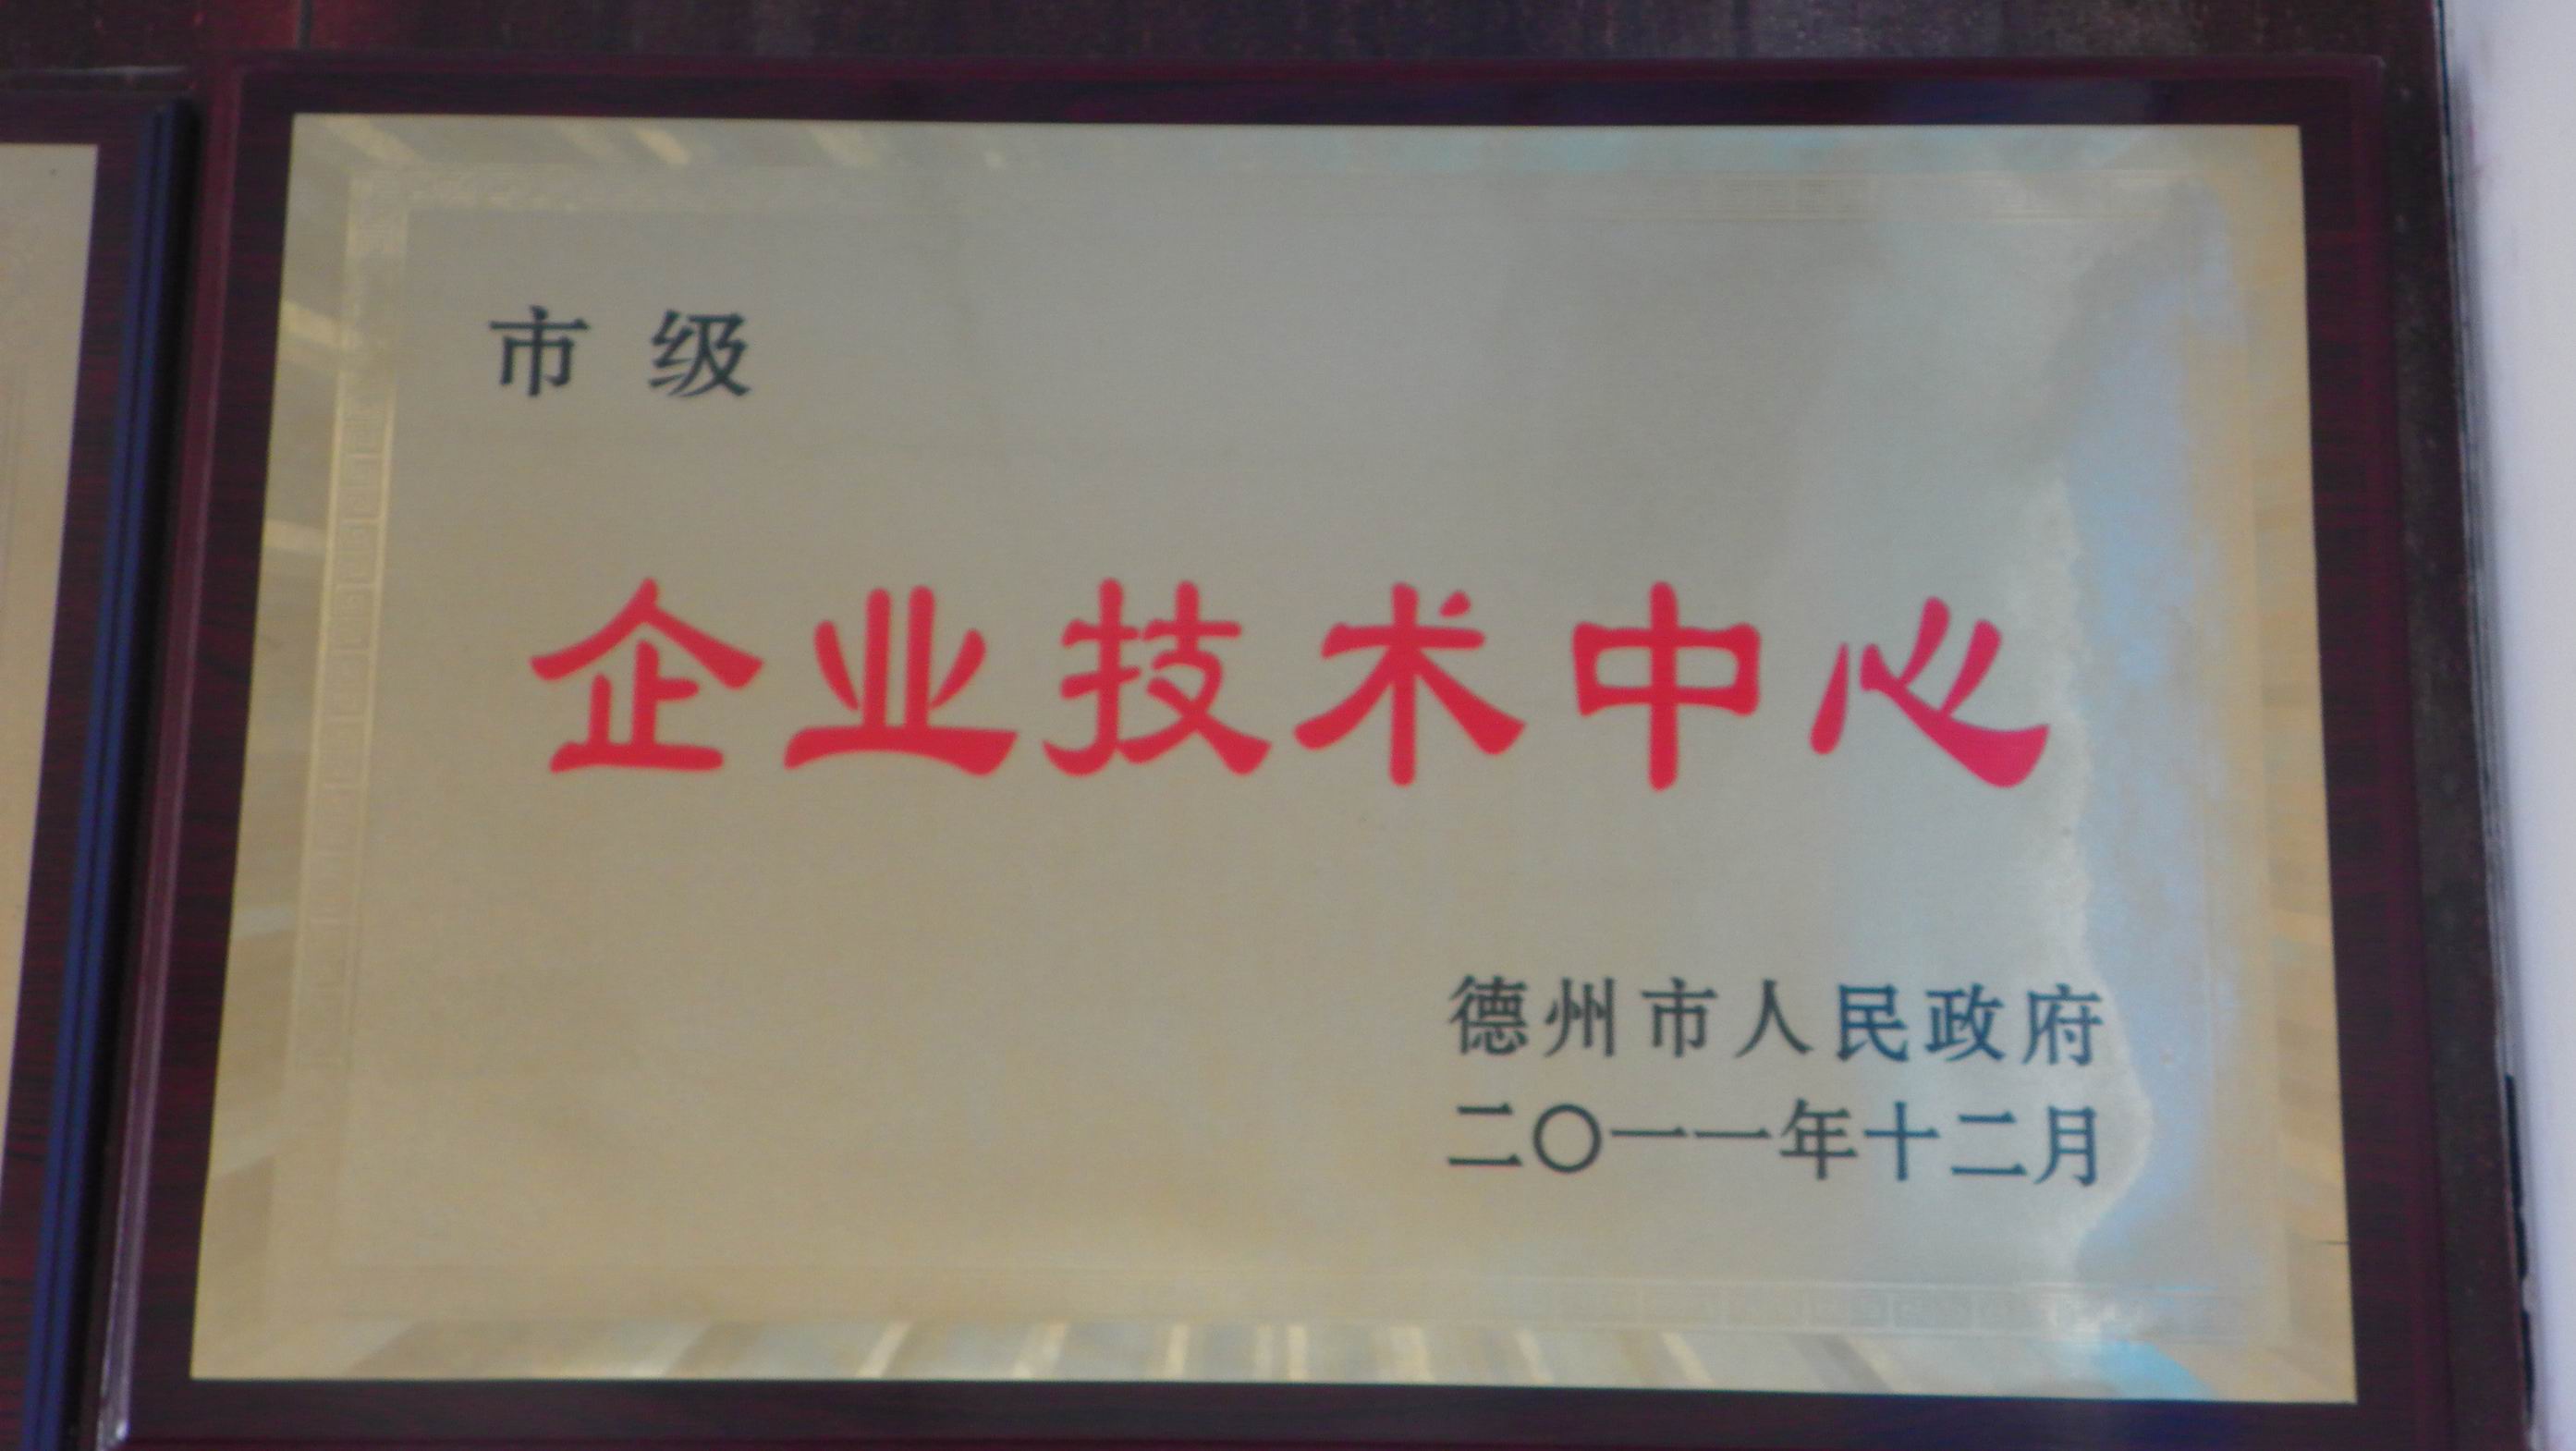 市级
企业技术中心
德州市人民政府
二〇一一年十二月